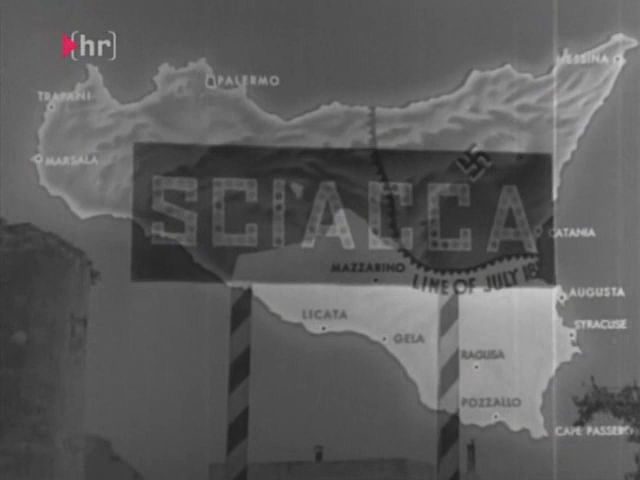 hr
MESSINA
PALERMO
TRAPANI
MARSALA
SCIACCA
CATANIA
MAZZARINO
LINE OF JULY 18
AUGUSTA
LICATA
SYRACUSE
GELA
RAGUSA
POZZALLO
CAPE PASSERO